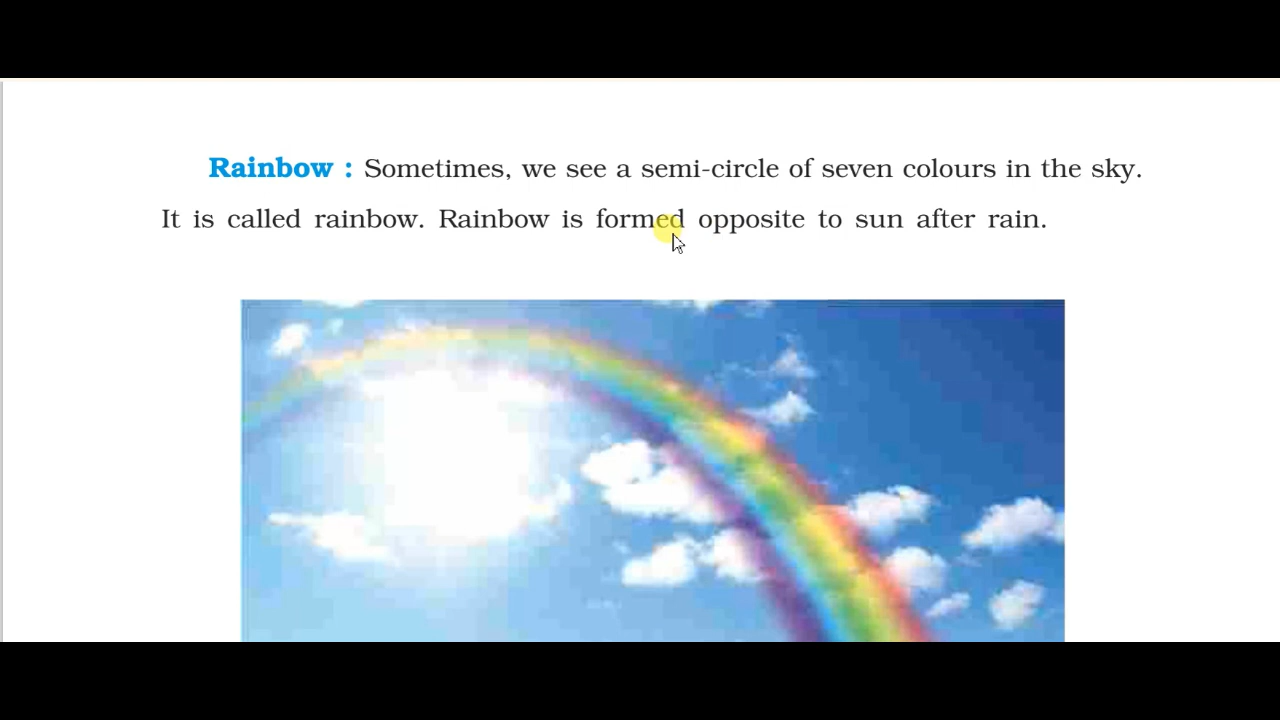 Rainbow : Sometimes, we see a semi-circle of seven colours in the sky.
It is called rainbow. Rainbow is formed opposite to sun after rain.